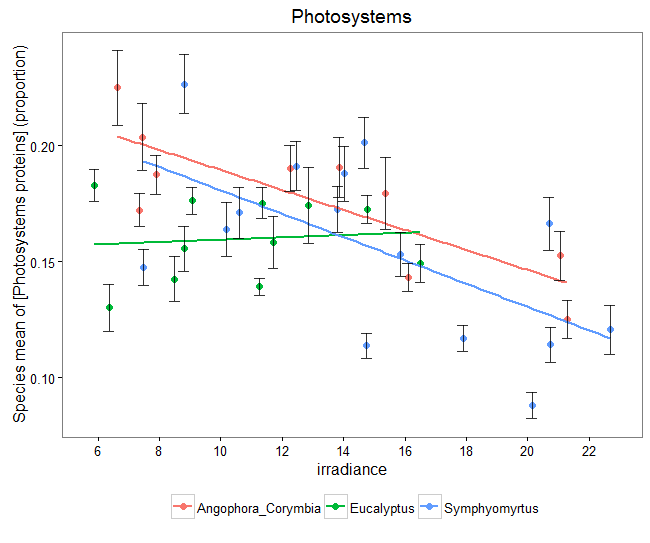 Photosystems
Species mean of [Photosystems proteins] (proportion)
0.20
0.15
0.10
6 8 10 12 14 16 18 20 22
irradiance
Angophora_Corymbia Eucalyptus Symphyomyrtus